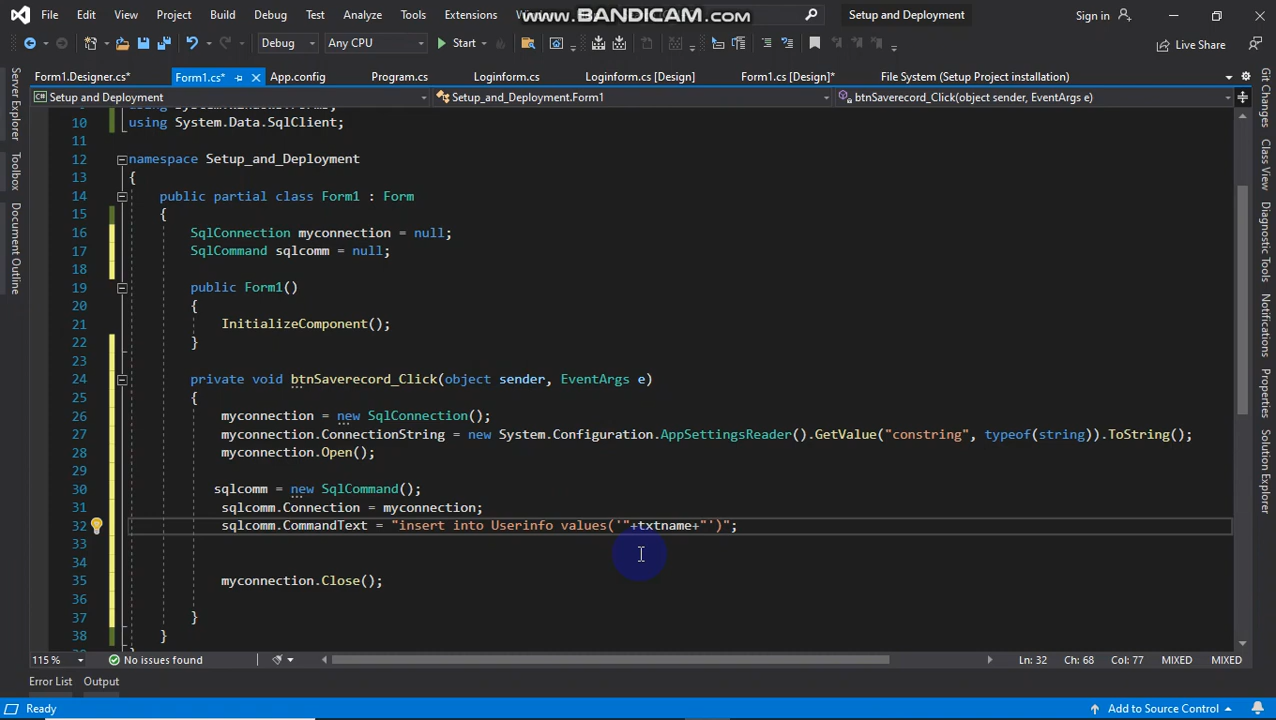 File Edit View Project Build Debug Test Analyze Tools Extensions
www.BANDICAM.com
Setup and Deployment
Sign in
Debug
Any CPU
Start
Live Share
Form1.Designer.cs*
Form1.cs*
App.config
Program.cs
Loginform.cs
Loginform.cs [Design]
Form1.cs [Design]*
File System (Setup Project installation)
Setup and Deployment
Setup_and_Deployment.Form1
btnSaverecord_Click(object sender, EventArgs e)
Server Explorer
Toolbox
Document Outline
10 using System.Data.SqlClient;
11
12 namespace Setup_and_Deployment
13 {
14 public partial class Form1 : Form
15 {
16 SqlConnection myconnection = null;
17 SqlCommand sqlcomm = null;
18
19 public Form1()
20 {
21 InitializeComponent();
22 }
23
24 private void btnSaverecord_Click(object sender, EventArgs e)
25 {
26 myconnection = new SqlConnection();
27 myconnection.ConnectionString = new System.Configuration.AppSettingsReader().GetValue("constring", typeof(string)).ToString();
28 myconnection.Open();
29
30 sqlcomm = new SqlCommand();
31 sqlcomm.Connection = myconnection;
32 sqlcomm.CommandText = "insert into Userinfo values('"+txtname+"')";
33
34
35 myconnection.Close();
36
37 }
38 }
Git Changes
Class View
Diagnostic Tools
Notifications
Properties
Solution Explorer
115 %
No issues found
Ln: 32 Ch: 68 Col: 77 MIXED MIXED
Error List Output
Ready
Add to Source Control